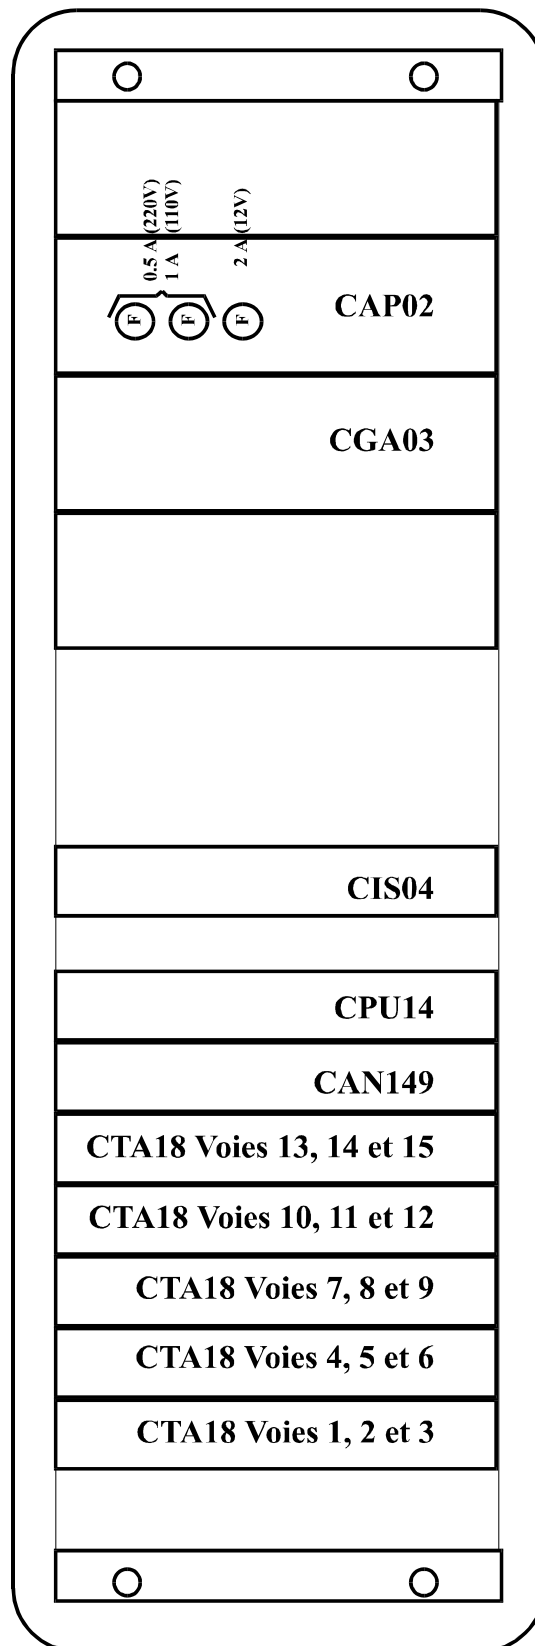 0.5 A (220V)
1 A (110V)
2 A (12V)
F
F
F
CAP02
CGA03
CIS04
CPU14
CAN149
CTA18 Voies 13, 14 et 15
CTA18 Voies 10, 11 et 12
CTA18 Voies 7, 8 et 9
CTA18 Voies 4, 5 et 6
CTA18 Voies 1, 2 et 3